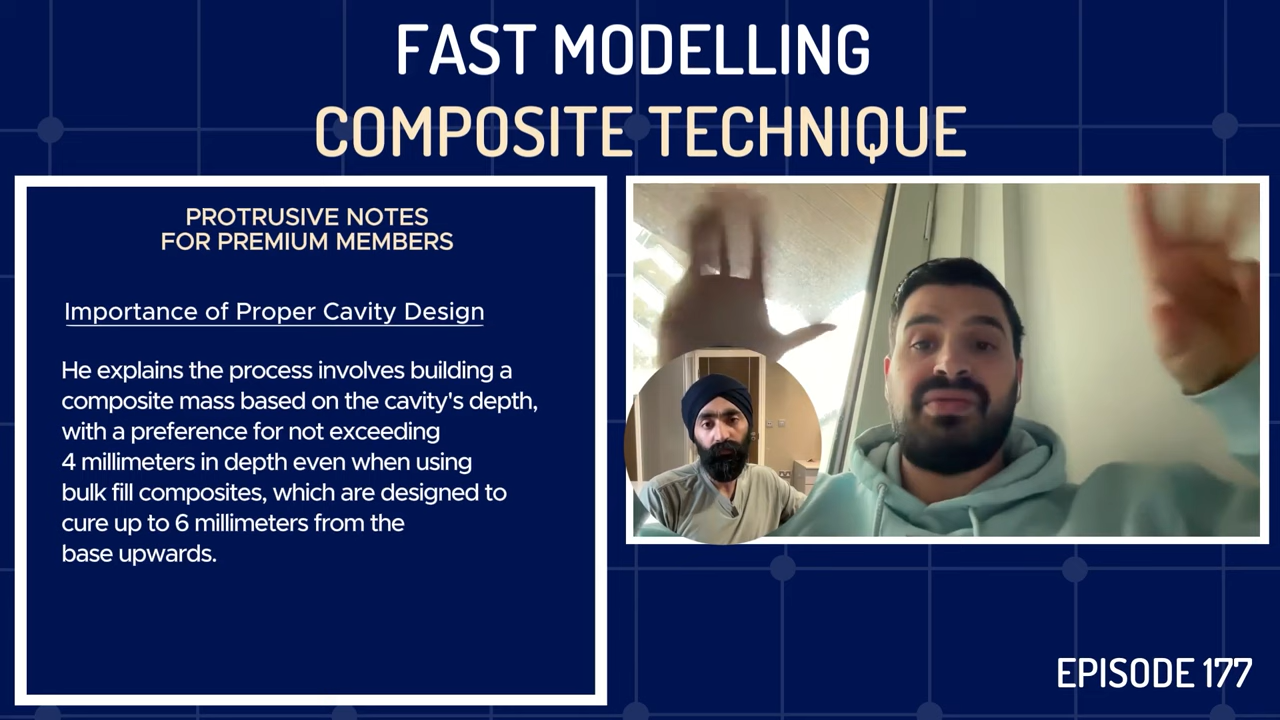 FAST MODELLING
COMPOSITE TECHNIQUE
PROTRUSIVE NOTES
FOR PREMIUM MEMBERS
Importance of Proper Cavity Design
He explains the process involves building a
composite mass based on the cavity's depth,
with a preference for not exceeding
4 millimeters in depth even when using
bulk fill composites, which are designed to
cure up to 6 millimeters from the
base upwards.
EPISODE 177